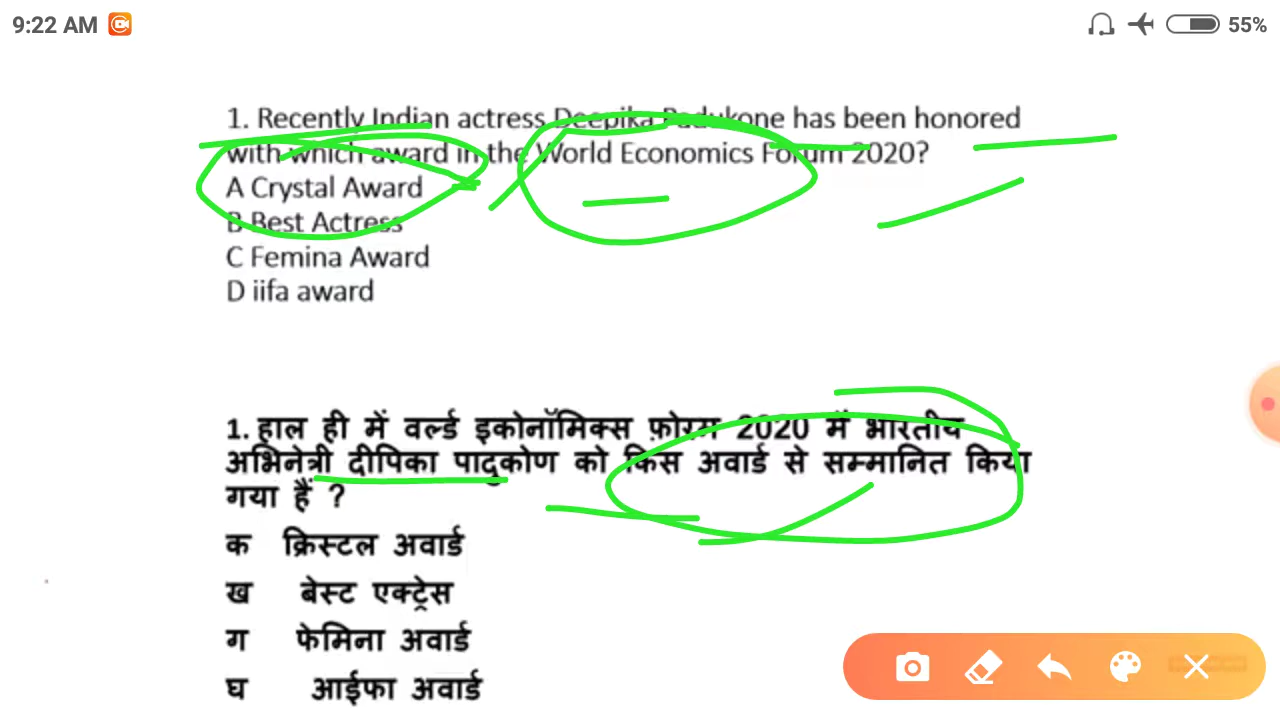 9:22 AM
55%
1. Recently Indian actress Deepika Padukone has been honored
with which award in the World Economics Forum 2020?
A Crystal Award
B Best Actress
C Femina Award
D iifa award
1. हाल ही में वर्ल्ड इकोनॉमिक्स फ़ोरम 2020 में भारतीय
अभिनेत्री दीपिका पादुकोण को किस अवार्ड से सम्मानित किया
गया हैं ?
क क्रिस्टल अवार्ड
ख बेस्ट एक्ट्रेस
ग फेमिना अवार्ड
घ आईफा अवार्ड